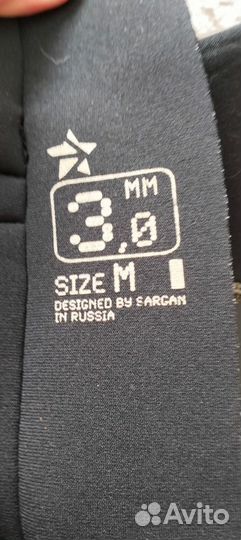 MM
3,0
SIZE M
DESIGNED BY SARGAN
IN RUSSIA
Avito